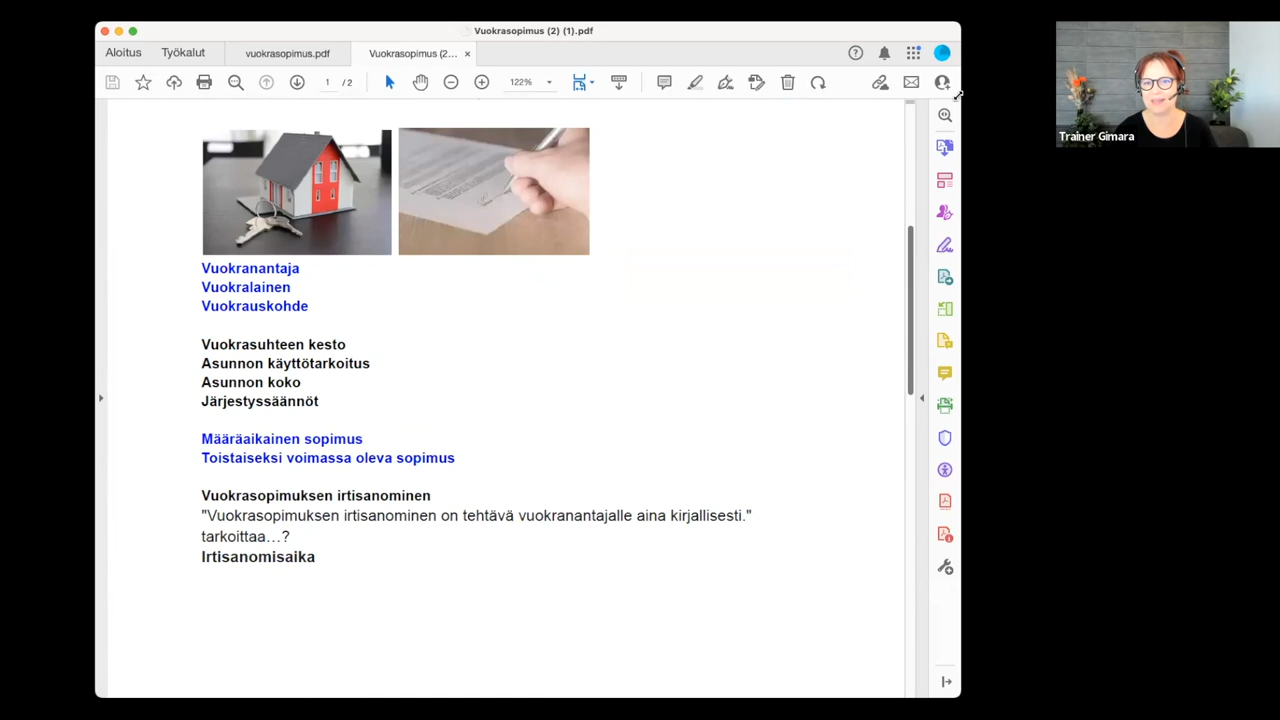 Vuokrasopimus (2) (1).pdf
Aloitus
Työkalut
vuokrasopimus.pdf
Vuokrasopimus (2...
1 / 2
122%
Trainer Gimara
Vuokranantaja
Vuokralainen
Vuokrauskohde
Vuokrasuhteen kesto
Asunnon käyttötarkoitus
Asunnon koko
Järjestyssäännöt
Määräaikainen sopimus
Toistaiseksi voimassa oleva sopimus
Vuokrasopimuksen irtisanominen
"Vuokrasopimuksen irtisanominen on tehtävä vuokranantajalle aina kirjallisesti."
tarkoittaa...?
Irtisanomisaika